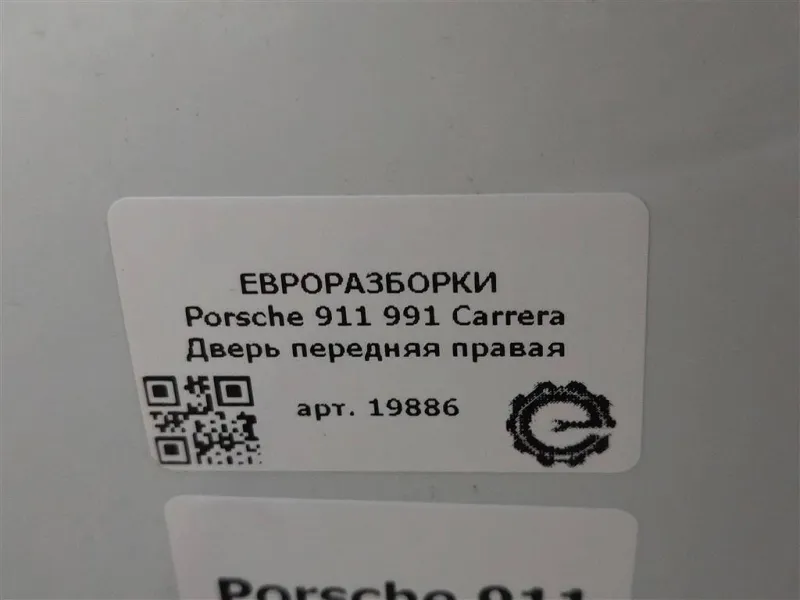 ЕВРОРАЗБОРКИ
Porsche 911 991 Carrera
Дверь передняя правая
арт. 19886
Porsche 911